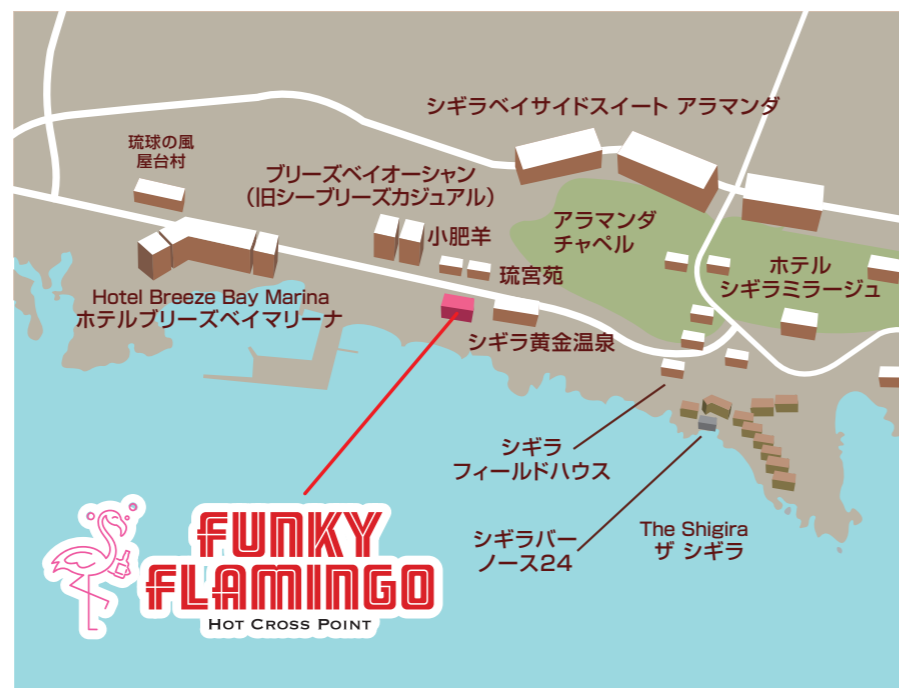 シギラベイサイドスイート アラマンダ
琉球の風
屋台村
ブリーズベイオーシャン
（旧シーブリーズカジュアル）
小肥羊
アラマンダ
チャペル
琉宮苑
ホテル
シギラミラージュ
Hotel Breeze Bay Marina
ホテルブリーズベイマリーナ
シギラ黄金温泉
シギラ
フィールドハウス
シギラバー
ノース24
The Shigira
ザ シギラ
FUNKY
FLAMINGO
HOT CROSS POINT